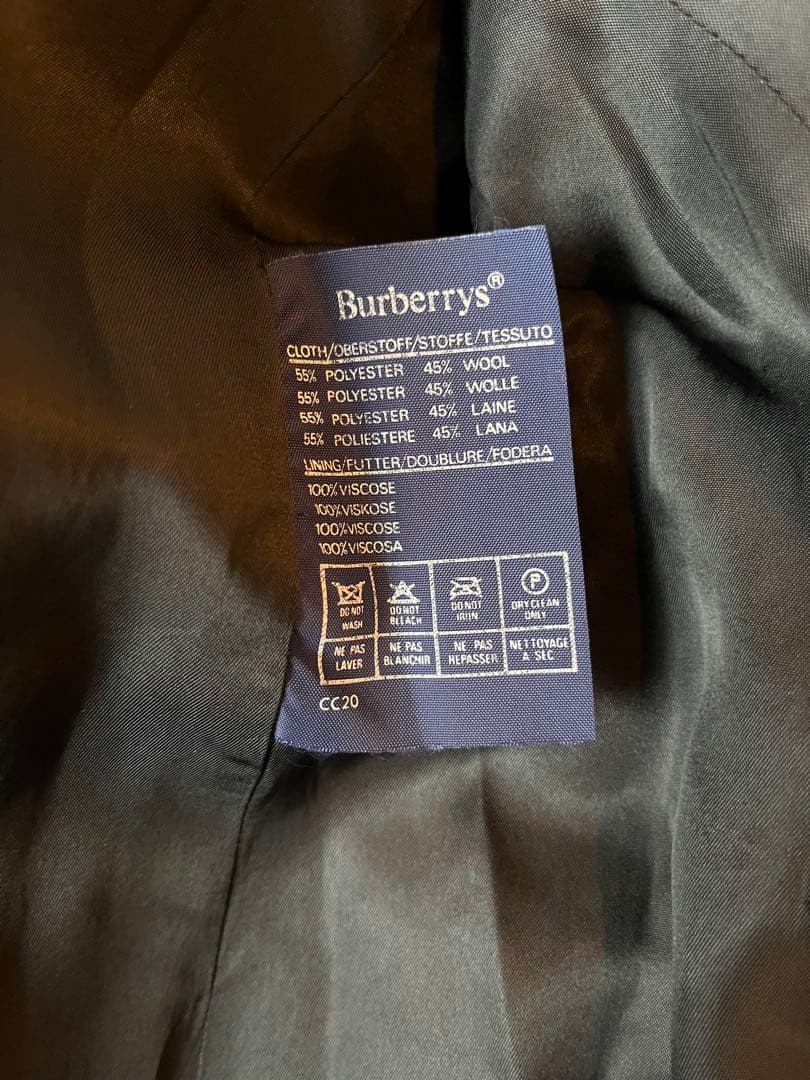 Burberrys®
CLOTH/OBERSTOFF/STOFFE/TESSUTO
55% POLYESTER 45% WOOL
55% POLYESTER 45% WOLLE
55% POLYESTER 45% LAINE
55% POLIESTERE 45% LANA
LINING/FUTTER/DOUBLURE/FODERA
100% VISCOSE
100% VISKOSE
100% VISCOSE
100% VISCOSA
DO NOT WASH
DO NOT BLEACH
DO NOT IRON
P
DRY CLEAN ONLY
NE PAS LAVER
NE PAS BLANCHIR
NE PAS REPASSER
NETTOYAGE A SEC
CC20